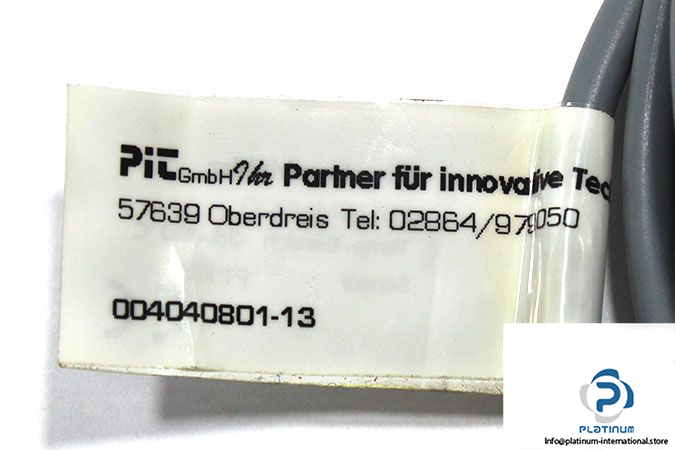 PiT GmbH Ihr Partner für innovative Tec
57639 Oberdreis Tel: 02864/979050
004040801-13
PLATINUM
Info@platinum-international.store